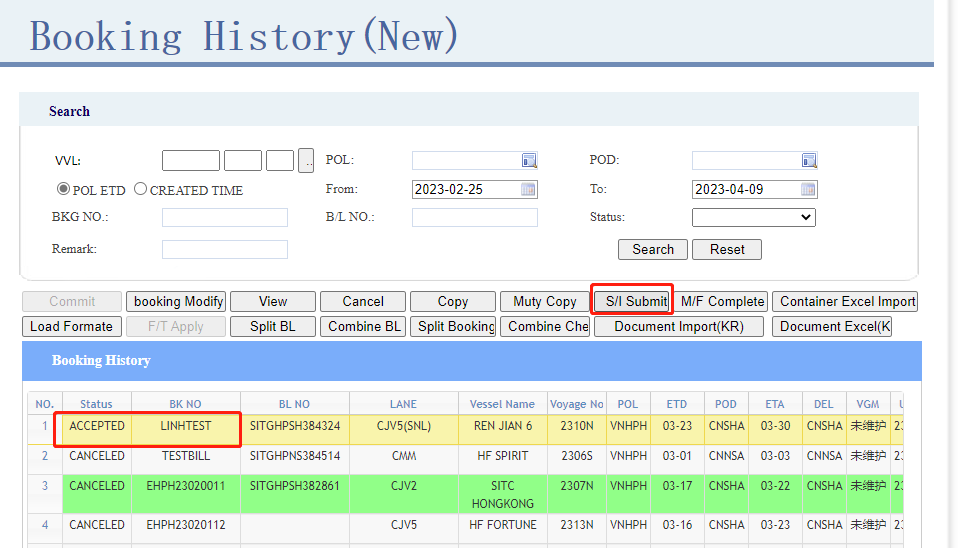 Booking History(New)
Search
VVL: ..
POL:
POD:
POL ETD CREATED TIME
From: 2023-02-25
To: 2023-04-09
BKG NO.:
B/L NO.:
Status:
Remark:
Search Reset
Commit booking Modify View Cancel Copy Muty Copy S/I Submit M/F Complete Container Excel Import
Load Formate F/T Apply Split BL Combine BL Split Booking Combine Che Document Import(KR) Document Excel(K
Booking History
NO. Status BK NO BL NO LANE Vessel Name Voyage No POL ETD POD ETA DEL VGM
1 ACCEPTED LINHTEST SITGHPSH384324 CJV5(SNL) REN JIAN 6 2310N VNHPH 03-23 CNSHA 03-30 CNSHA 未维护 23
2 CANCELED TESTBILL SITGHPNS384514 CMM HF SPIRIT 2306S VNHPH 03-01 CNNSA 03-03 CNNSA 未维护 23
3 CANCELED EHPH23020011 SITGHPSH382861 CJV2 SITC HONGKONG 2307N VNHPH 03-17 CNSHA 03-22 CNSHA 未维护 23
4 CANCELED EHPH23020112 CJV5 HF FORTUNE 2313N VNHPH 03-16 CNSHA 03-23 CNSHA 未维护 23